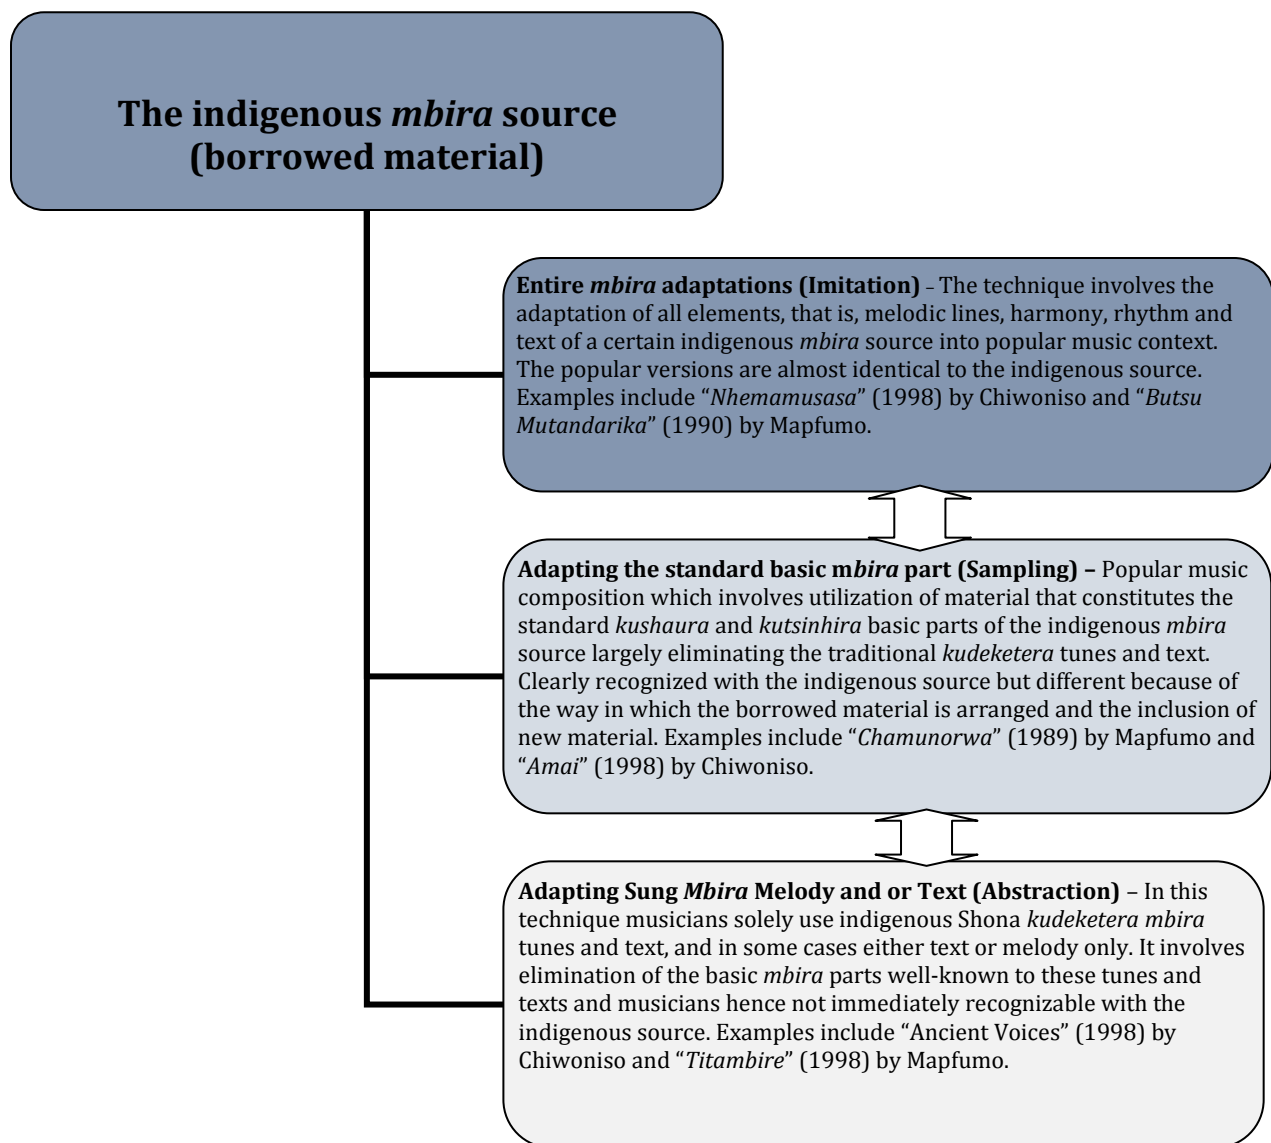 The indigenous mbira source
(borrowed material)
Entire mbira adaptations (Imitation) – The technique involves the
adaptation of all elements, that is, melodic lines, harmony, rhythm and
text of a certain indigenous mbira source into popular music context.
The popular versions are almost identical to the indigenous source.
Examples include “Nhemamusasa” (1998) by Chiwoniso and “Butsu
Mutandarika” (1990) by Mapfumo.
Adapting the standard basic mbira part (Sampling) – Popular music
composition which involves utilization of material that constitutes the
standard kushaura and kutsinhira basic parts of the indigenous mbira
source largely eliminating the traditional kudeketera tunes and text.
Clearly recognized with the indigenous source but different because of
the way in which the borrowed material is arranged and the inclusion of
new material. Examples include “Chamunorwa” (1989) by Mapfumo and
“Amai” (1998) by Chiwoniso.
Adapting Sung Mbira Melody and or Text (Abstraction) – In this
technique musicians solely use indigenous Shona kudeketera mbira
tunes and text, and in some cases either text or melody only. It involves
elimination of the basic mbira parts well-known to these tunes and
texts and musicians hence not immediately recognizable with the
indigenous source. Examples include “Ancient Voices” (1998) by
Chiwoniso and “Titambire” (1998) by Mapfumo.